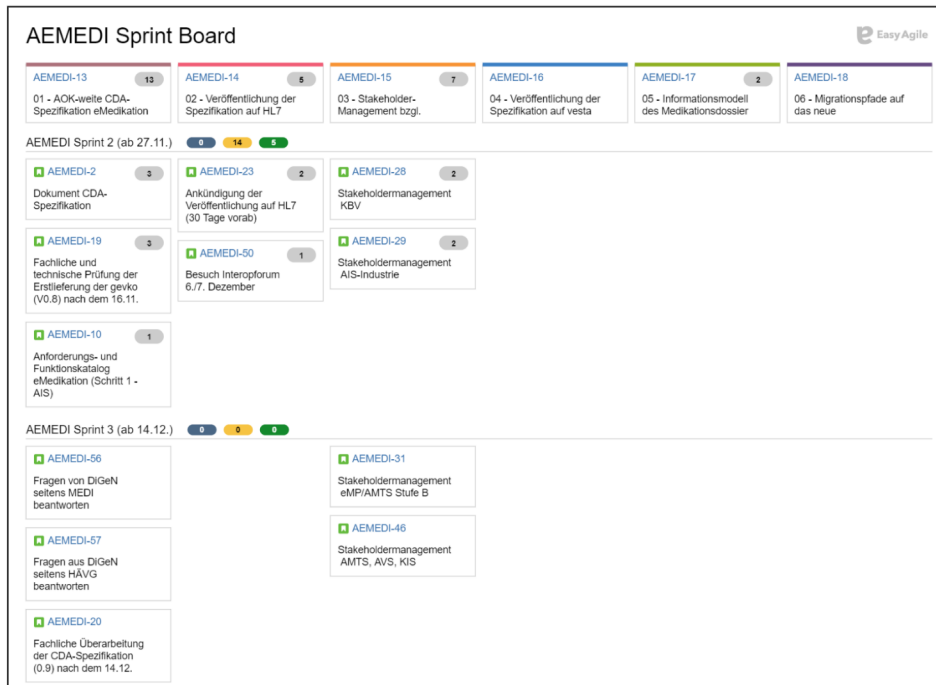 AEMEDI Sprint Board
EasyAgile
AEMEDI-13 13
01 - AOK-weite CDA-
Spezifikation eMedikation
AEMEDI-14 5
02 - Veröffentlichung der
Spezifikation auf HL7
AEMEDI-15 7
03 - Stakeholder-
Management bzgl.
AEMEDI-16
04 - Veröffentlichung der
Spezifikation auf vesta
AEMEDI-17 2
05 - Informationsmodell
des Medikationsdossier
AEMEDI-18
06 - Migrationspfade auf
das neue
AEMEDI Sprint 2 (ab 27.11.) 0 14 5
AEMEDI-2 3
Dokument CDA-
Spezifikation
AEMEDI-23 2
Ankündigung der
Veröffentlichung auf HL7
(30 Tage vorab)
AEMEDI-28 2
Stakeholdermanagement
KBV
AEMEDI-19 3
Fachliche und
technische Prüfung der
Erstlieferung der gevko
(V0.8) nach dem 16.11.
AEMEDI-50 1
Besuch Interopforum
6./7. Dezember
AEMEDI-29 2
Stakeholdermanagement
AIS-Industrie
AEMEDI-10 1
Anforderungs- und
Funktionskatalog
eMedikation (Schritt 1 -
AIS)
AEMEDI Sprint 3 (ab 14.12.) 0 0 0
AEMEDI-56
Fragen von DiGeN
seitens MEDI
beantworten
AEMEDI-31
Stakeholdermanagement
eMP/AMTS Stufe B
AEMEDI-57
Fragen aus DiGeN
seitens HÄVG
beantworten
AEMEDI-46
Stakeholdermanagement
AMTS, AVS, KIS
AEMEDI-20
Fachliche Überarbeitung
der CDA-Spezifikation
(0.9) nach dem 14.12.